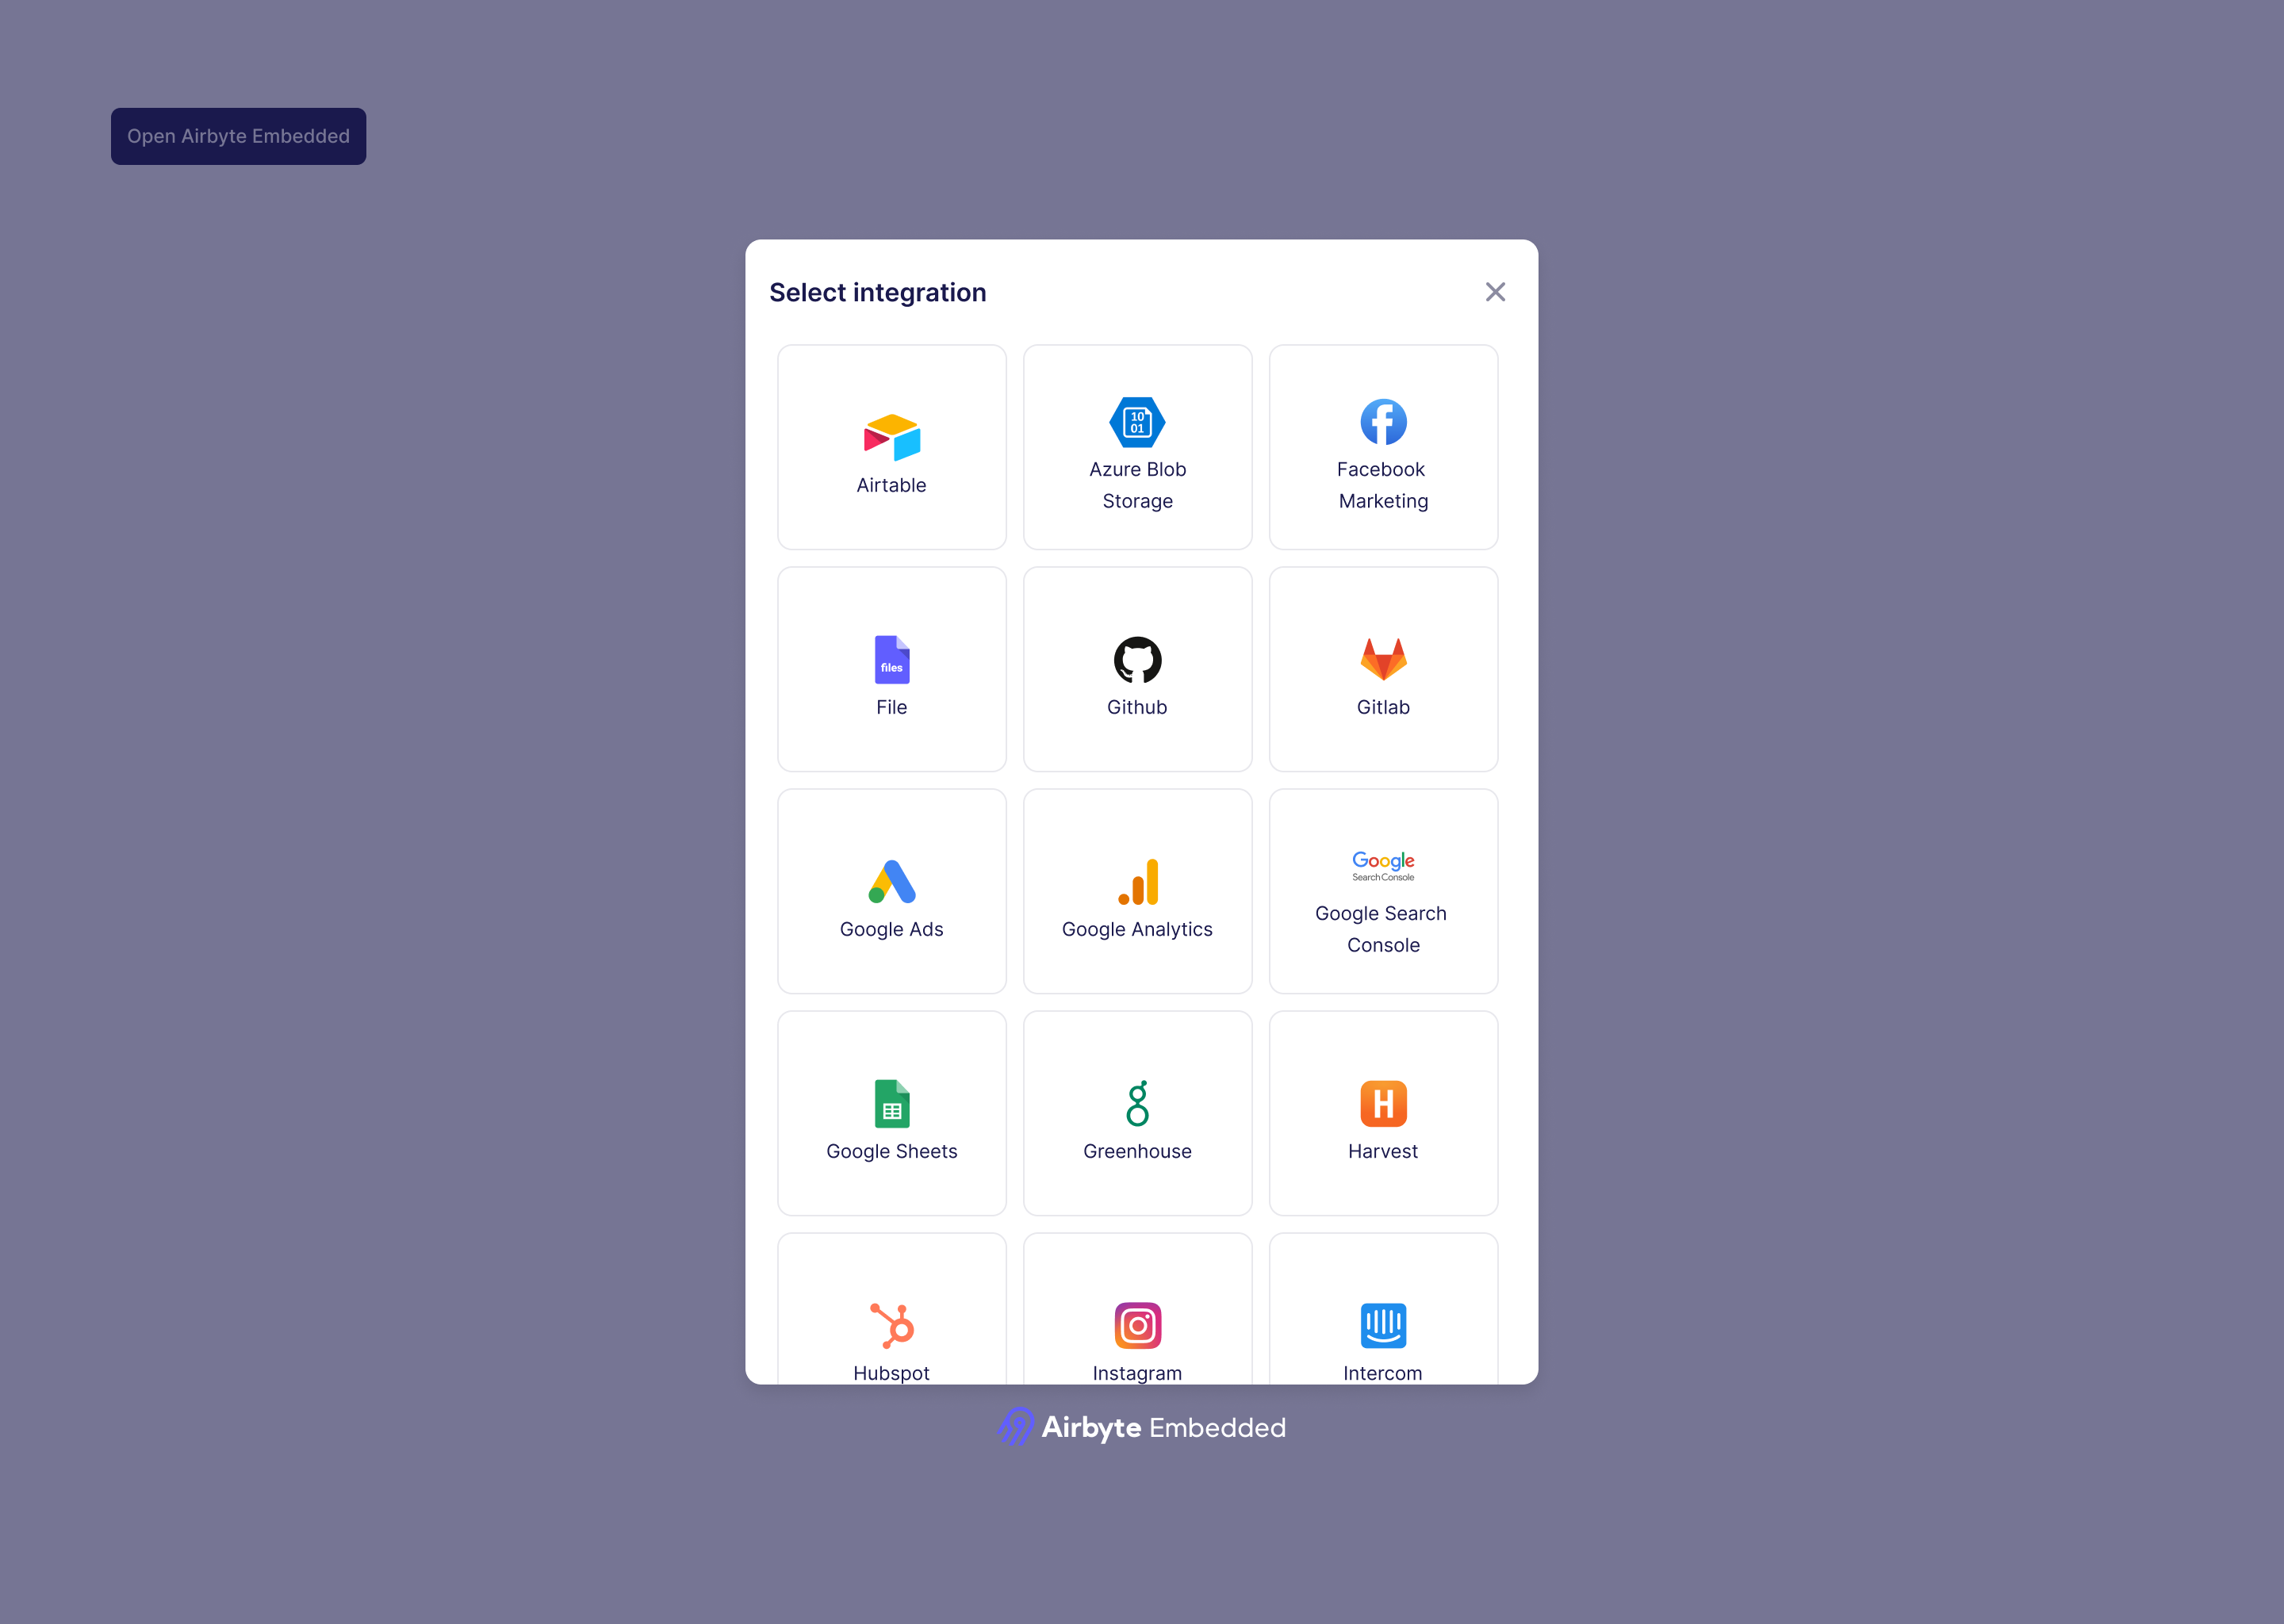 Open Airbyte Embedded
Select integration
Airtable
10
01
Azure Blob
Storage
Facebook
Marketing
files
File
Github
Gitlab
Google Ads
Google Analytics
Google
Search Console
Google Search
Console
Google Sheets
Greenhouse
H
Harvest
Hubspot
Instagram
Intercom
Airbyte Embedded